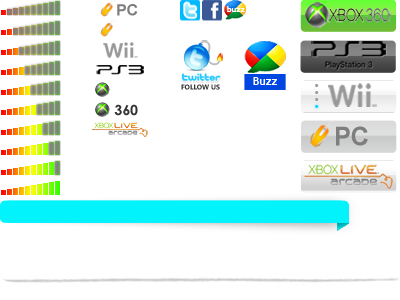 PC
Wii
PS3
360
XBOX LIVE
arcade
t f buzz
twitter
FOLLOW US
Buzz
XBOX 360
PS3
PlayStation 3
Wii
PC
XBOX LIVE
arcade